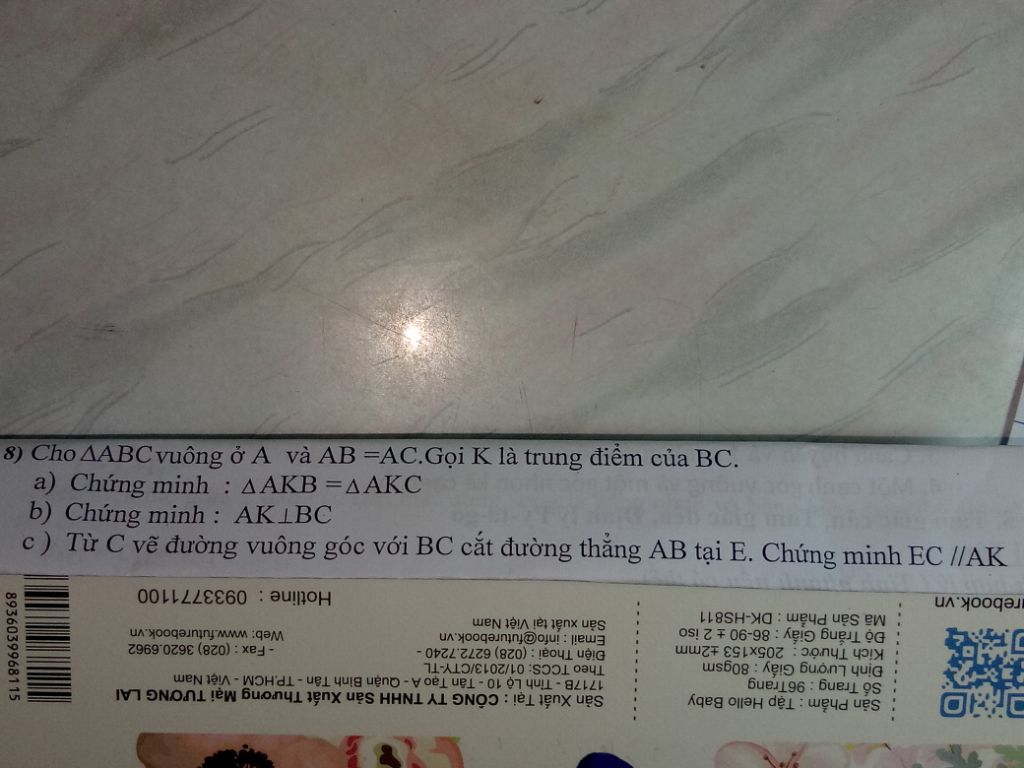 8) Cho ΔABC vuông ở A và AB =AC.Gọi K là trung điểm của BC.
a) Chứng minh : ΔAKB =ΔAKC
b) Chứng minh : AK⊥BC
c ) Từ C vẽ đường vuông góc với BC cắt đường thẳng AB tại E. Chứng minh EC //AK
Sản Phẩm : Tập Hello Baby
Số Trang : 96Trang
Định Lượng Giấy : 80gsm
Kích Thước : 205x153 ±2mm
Độ Trắng Giấy : 86-90 ± 2 iso
Mã Sản Phẩm : DK-HS811
Sản Xuất Tại : CÔNG TY TNHH Sản Xuất Thương Mại TƯƠNG LAI
1717B - Tỉnh Lộ 10 - Tân Tạo A - Quận Bình Tân - TP.HCM - Việt Nam
Theo TCCS: 01/2013/CTY-TL
Điện Thoại : (028) 6272.7240 - - Fax : (028) 3620.6962
Email : info@futurebook.vn Web: www.futurebook.vn
Sản xuất tại Việt Nam
Hotline : 0933771100
8936039968115